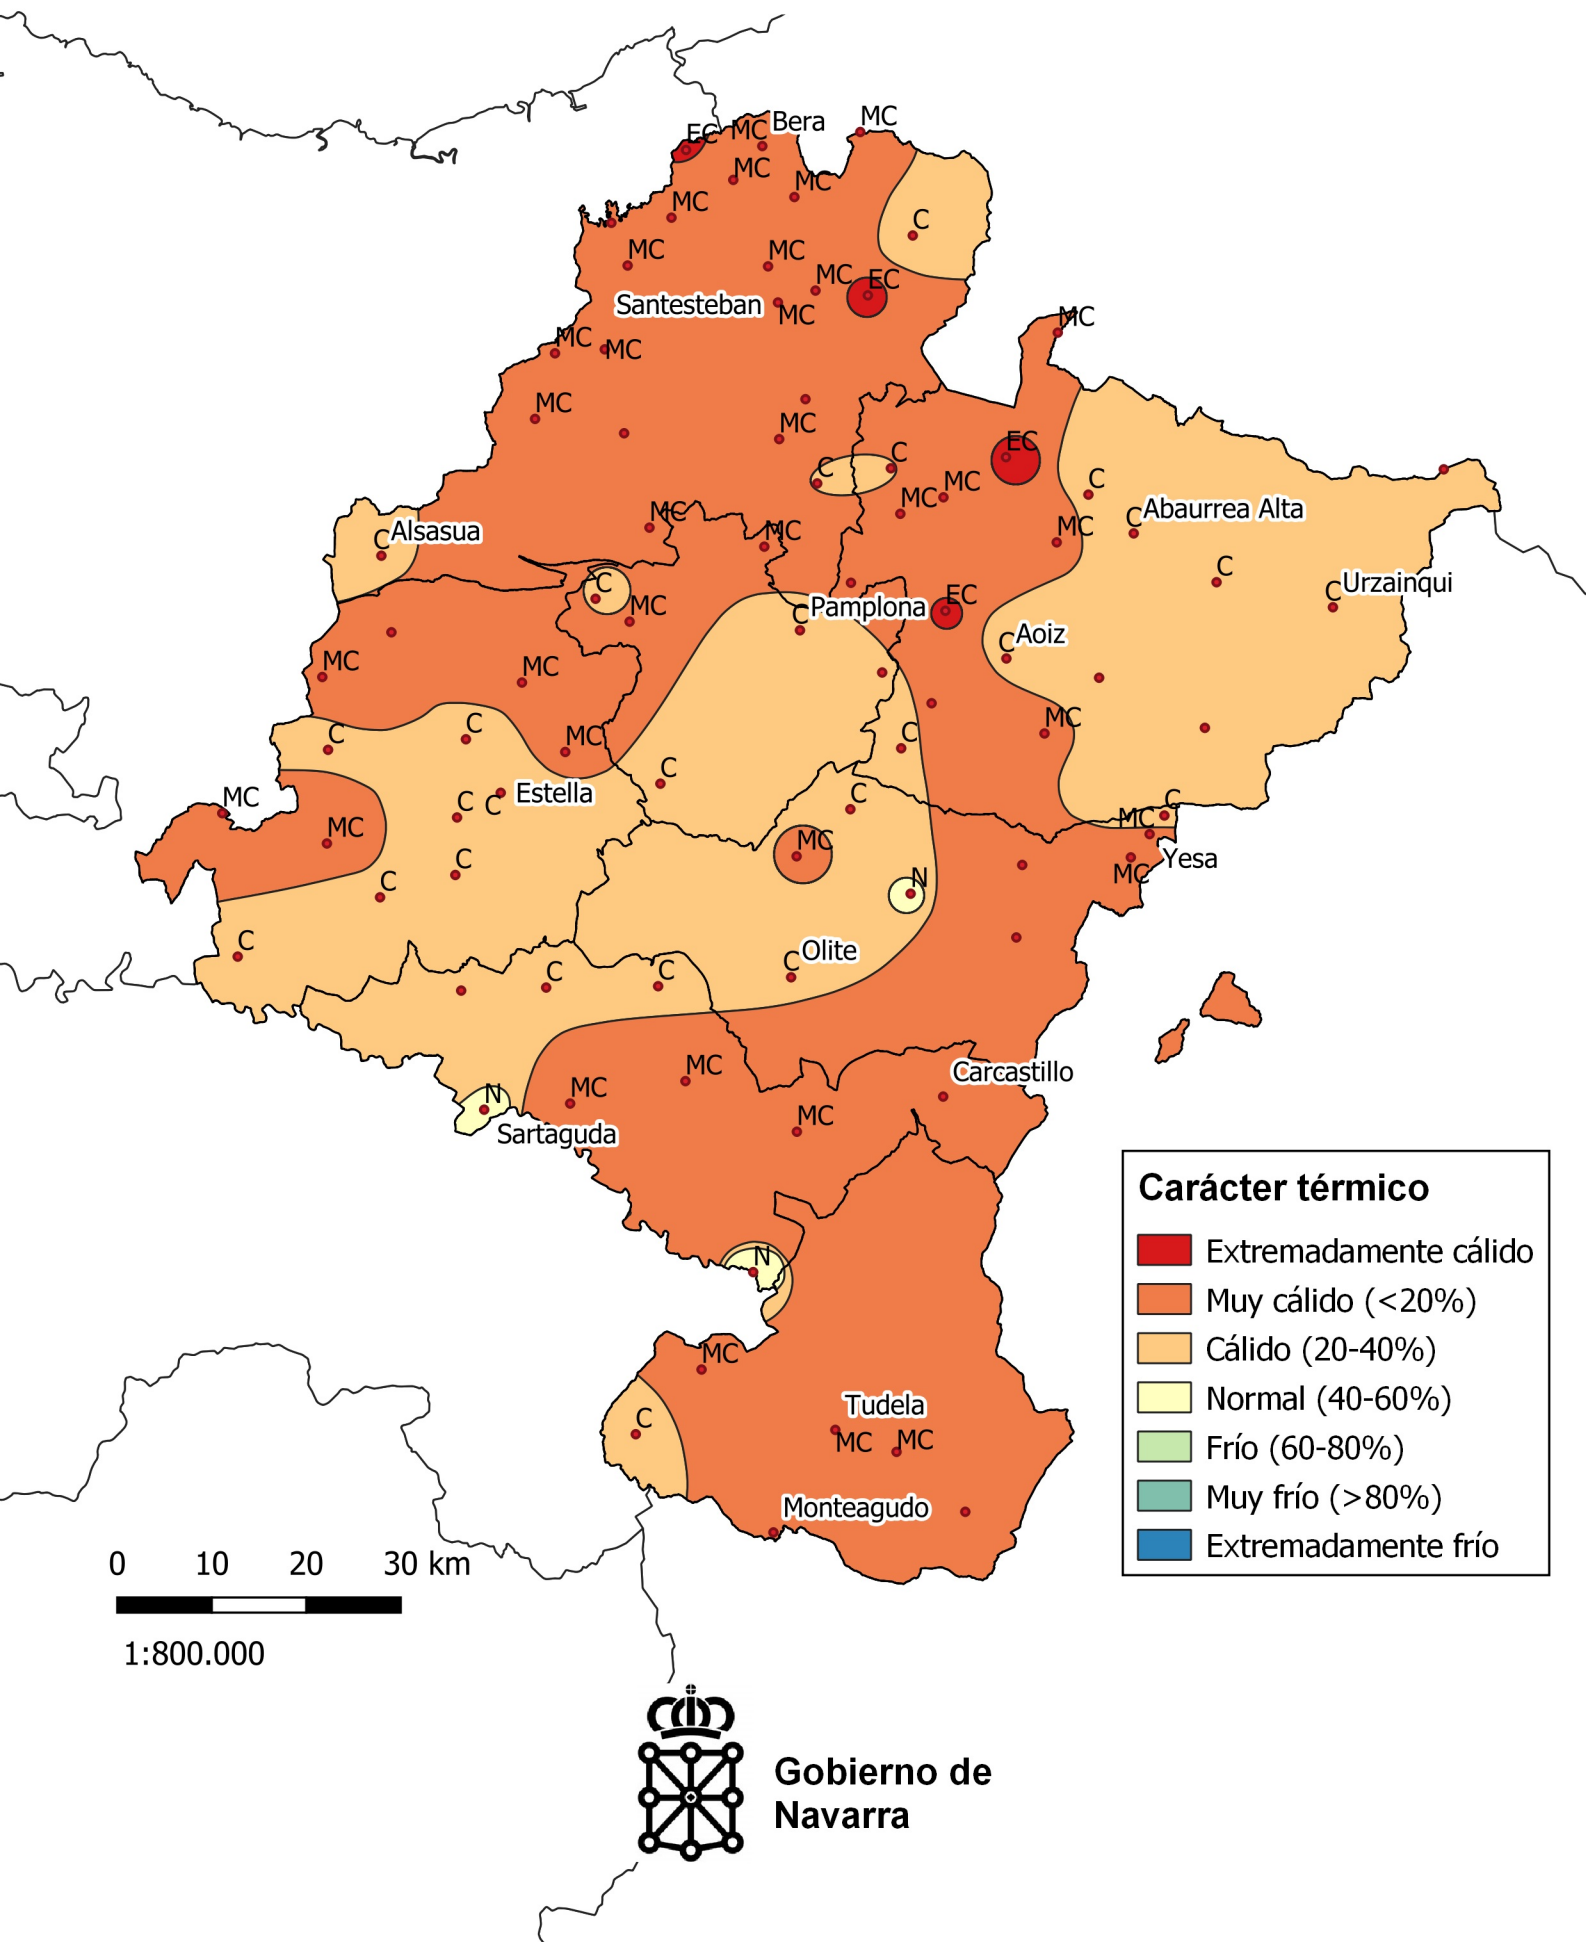 EC
MC
Bera
MC
MC
MC
MC
C
MC
MC
MC
EC
Santesteban
MC
MC
MC
MC
MC
MC
EC
C
C
MC
MC
C
Abaurrea Alta
C
MC
MC
MC
Alsasua
C
C
Urzainqui
C
C
MC
EC
Pamplona
C
Aoiz
C
MC
MC
MC
C
C
MC
C
C
MC
C
C
Estella
C
C
MC
MC
MC
C
MC
Yesa
MC
C
N
C
C
Olite
C
C
C
MC
Carcastillo
MC
N
MC
Sartaguda
N
MC
C
Tudela
MC
MC
Monteagudo
Carácter térmico
Extremadamente cálido
Muy cálido (<20%)
Cálido (20-40%)
Normal (40-60%)
Frío (60-80%)
Muy frío (>80%)
Extremadamente frío
0 10 20 30 km
1:800.000
Gobierno de
Navarra